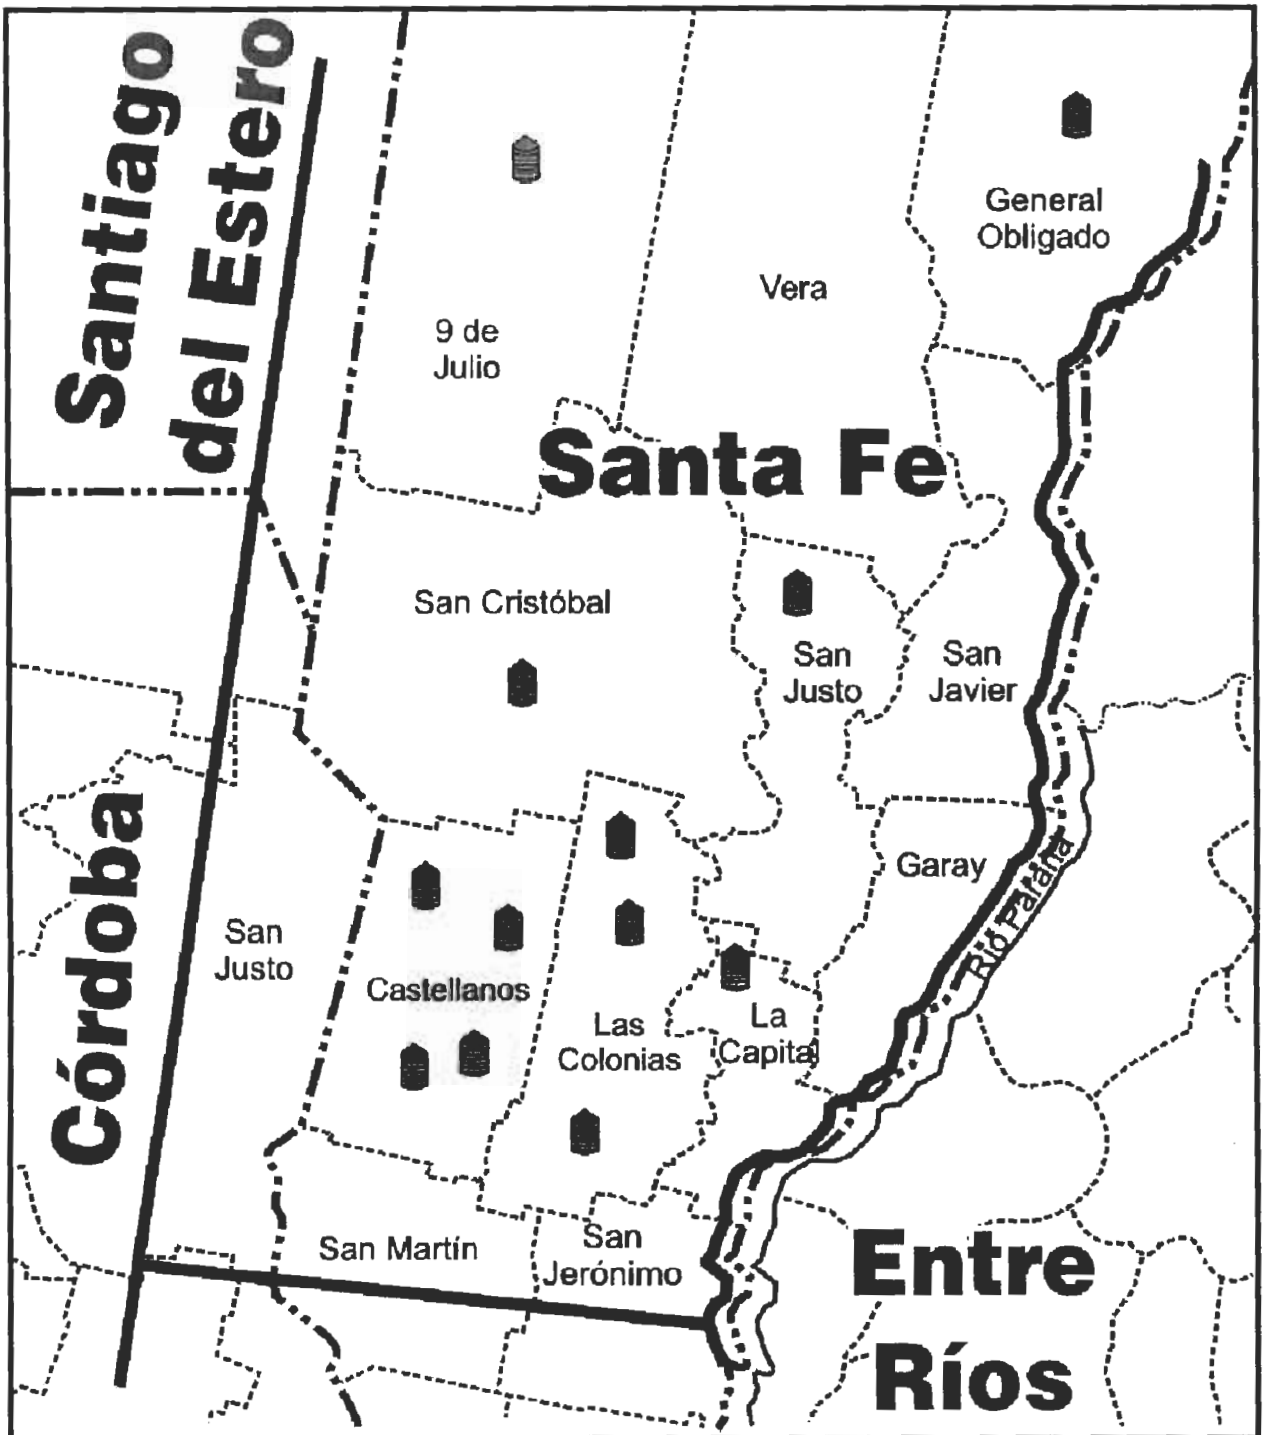 Santiago
del Estero
General
Obligado
Vera
9 de
Julio
Santa Fe
San Cristóbal
San
Justo
San
Javier
Córdoba
Garay
Río Paraná
San
Justo
Castellanos
Las
Colonias
La
Capital
San Martín
San
Jerónimo
Entre
Ríos